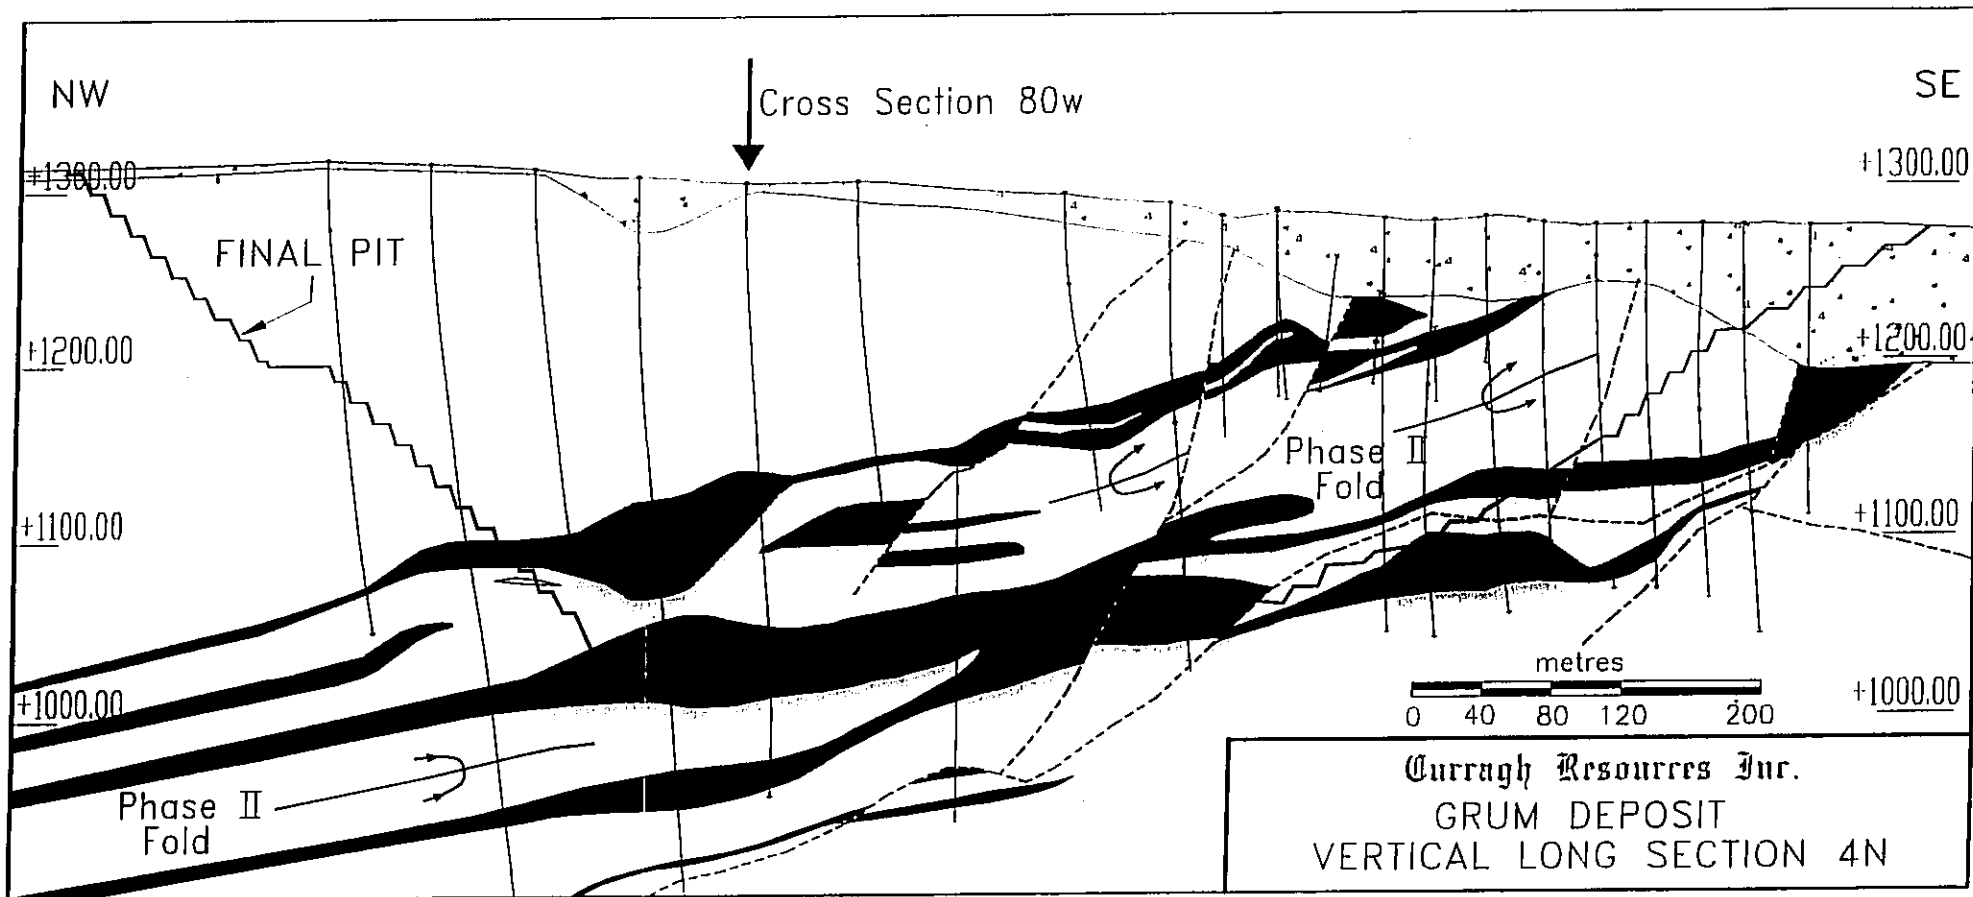 NW
SE
Cross Section 80w
+1300.00
+1300.00
FINAL PIT
+1200.00
+1200.00
Phase II
Fold
+1100.00
+1100.00
metres
+1000.00
+1000.00
0 40 80 120 200
Phase II
Fold
Curragh Resources Inc.
GRUM DEPOSIT
VERTICAL LONG SECTION 4N